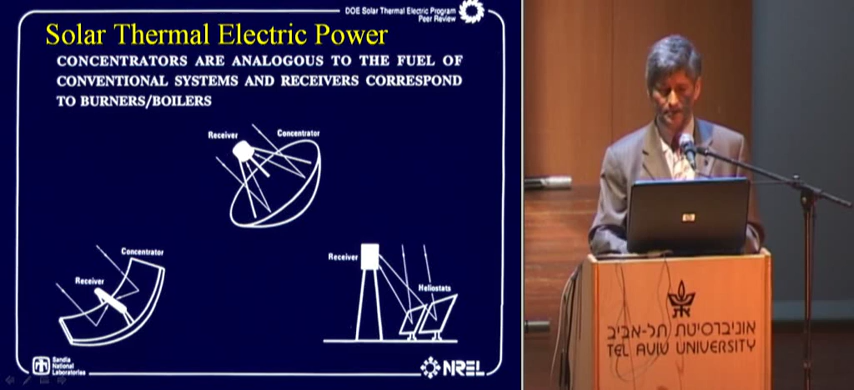 DOE Solar Thermal Electric Program
Peer Review
Solar Thermal Electric Power
CONCENTRATORS ARE ANALOGOUS TO THE FUEL OF
CONVENTIONAL SYSTEMS AND RECEIVERS CORRESPOND
TO BURNERS/BOILERS
Receiver
Concentrator
Concentrator
Receiver
Receiver
Heliostats
Sandia
National
Laboratories
NREL
hp
אוניברסיטת תל-אביב
TEL AVIV UNIVERSITY